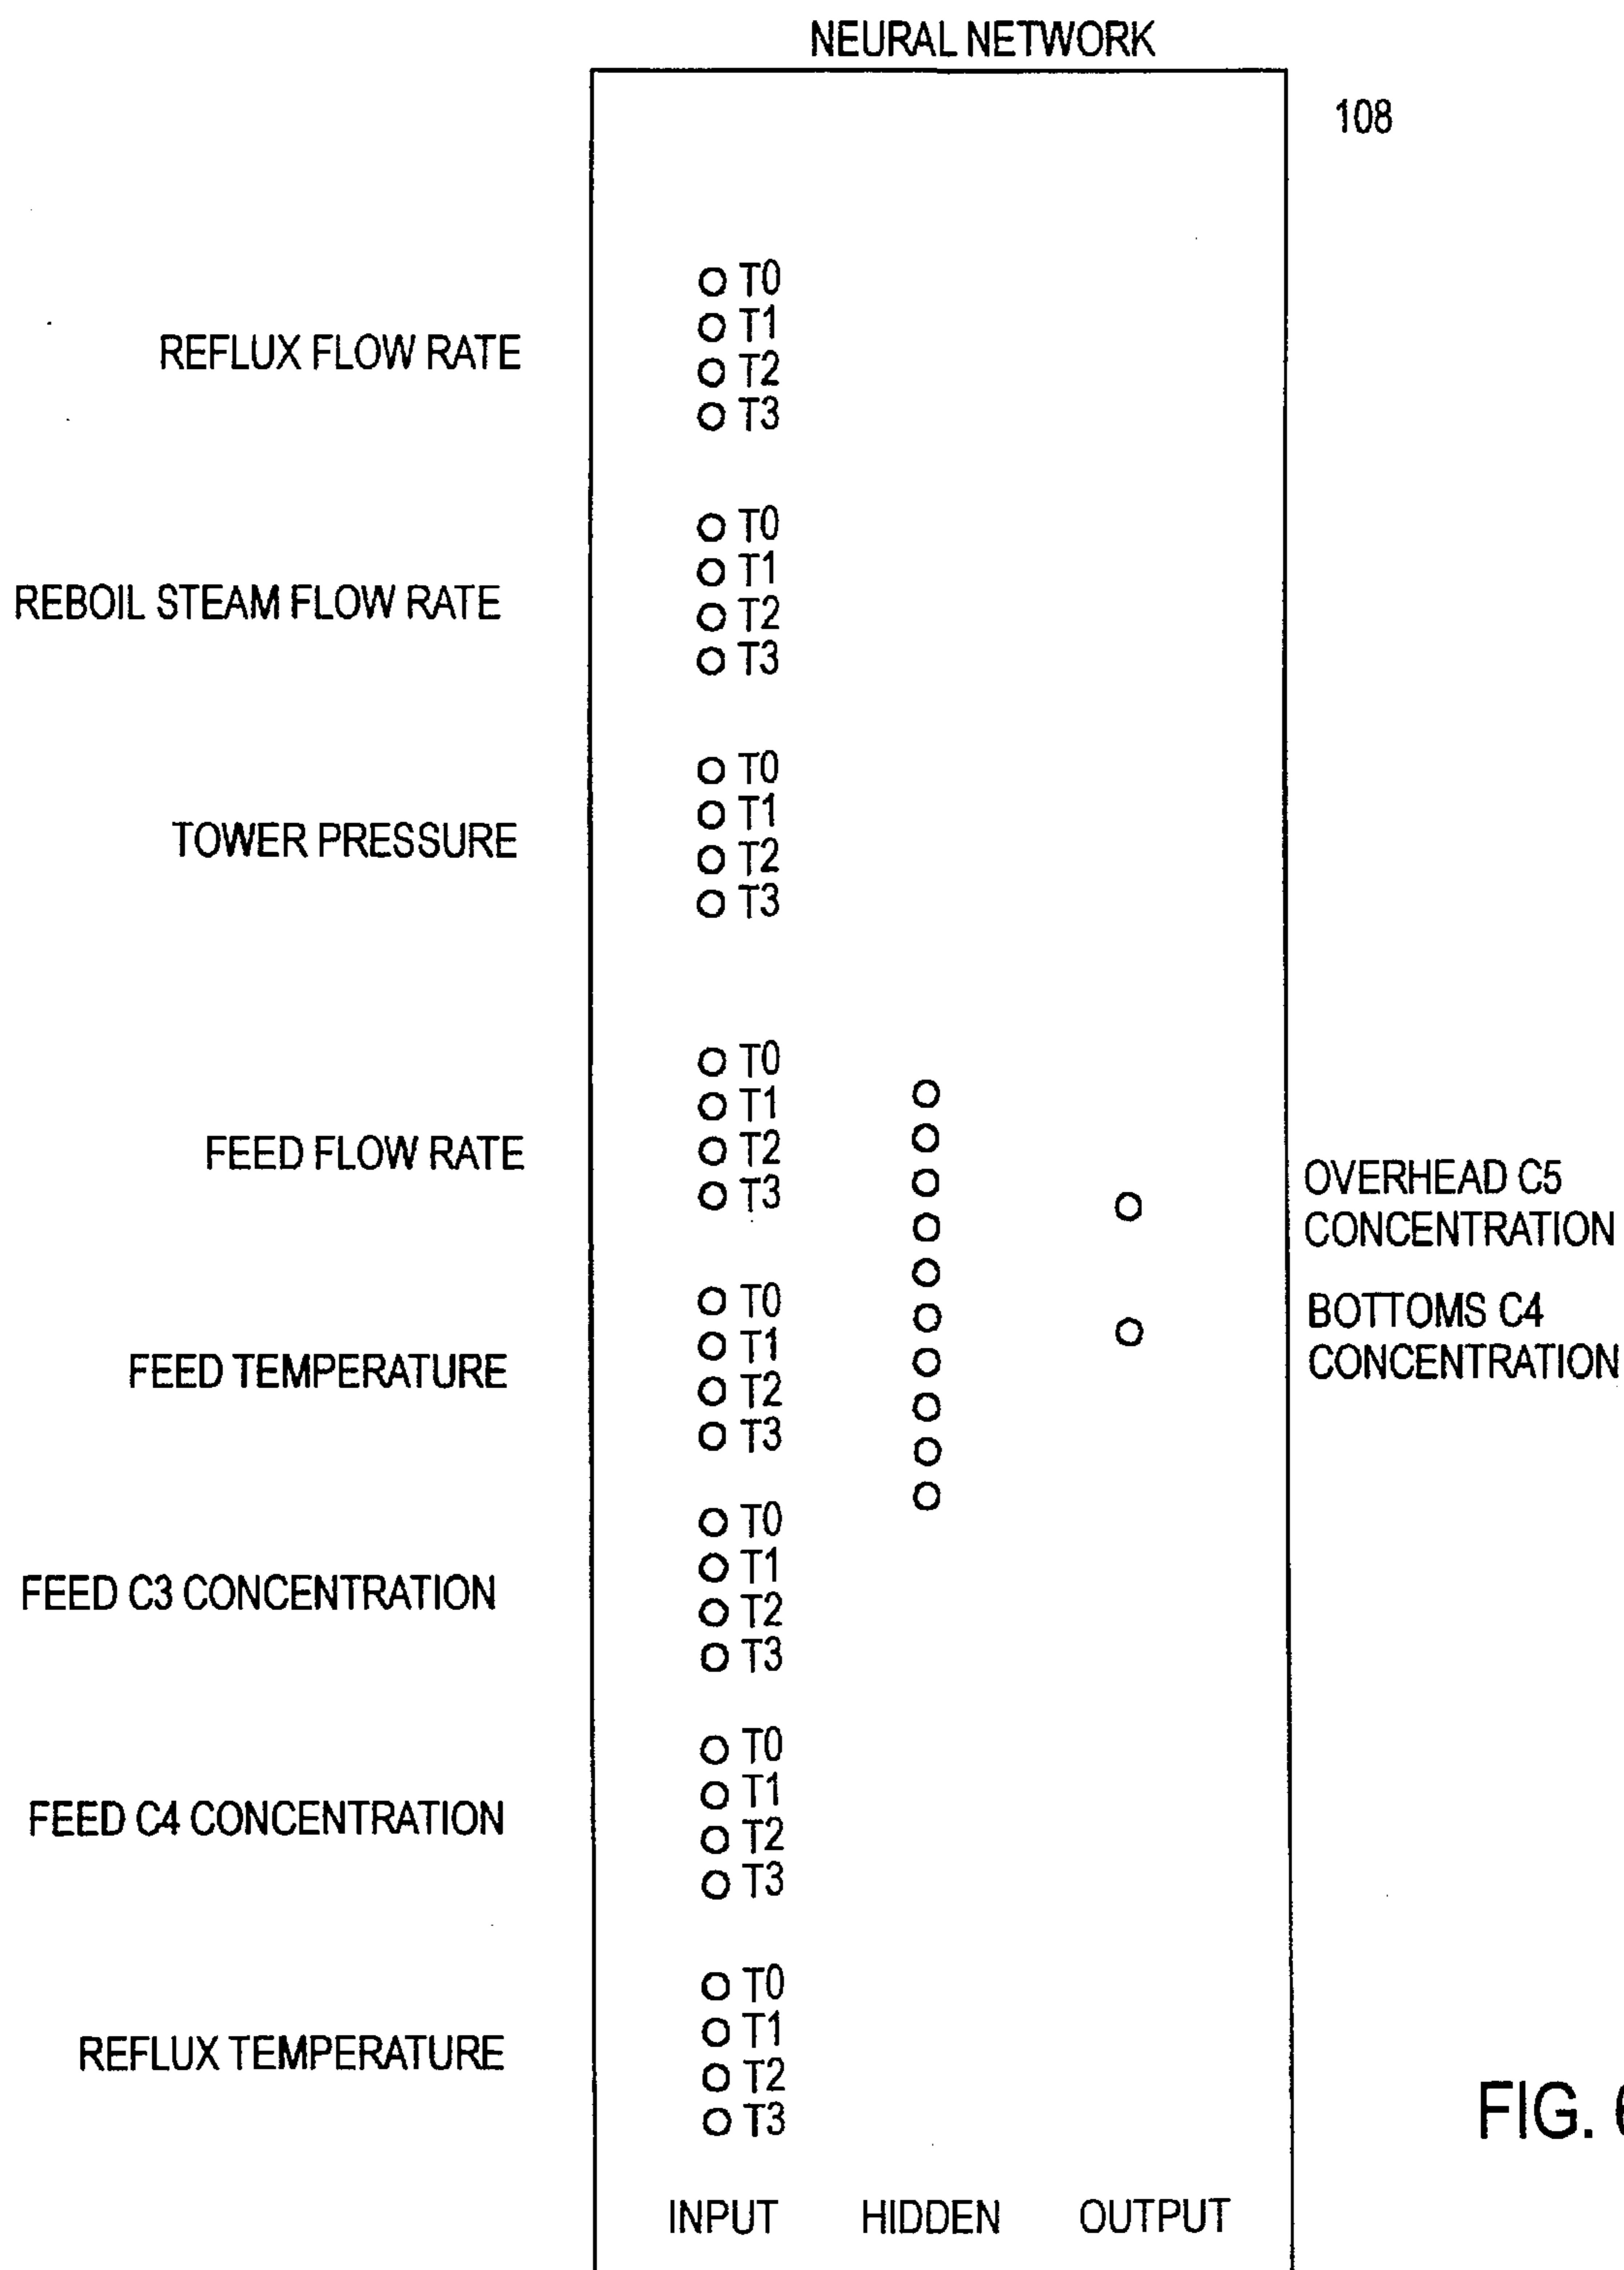 NEURAL NETWORK
108
REFLUX FLOW RATE
T0
T1
T2
T3
REBOIL STEAM FLOW RATE
T0
T1
T2
T3
TOWER PRESSURE
T0
T1
T2
T3
FEED FLOW RATE
T0
T1
T2
T3
OVERHEAD C5
CONCENTRATION
FEED TEMPERATURE
T0
T1
T2
T3
BOTTOMS C4
CONCENTRATION
FEED C3 CONCENTRATION
T0
T1
T2
T3
FEED C4 CONCENTRATION
T0
T1
T2
T3
REFLUX TEMPERATURE
T0
T1
T2
T3
FIG.
INPUT HIDDEN OUTPUT